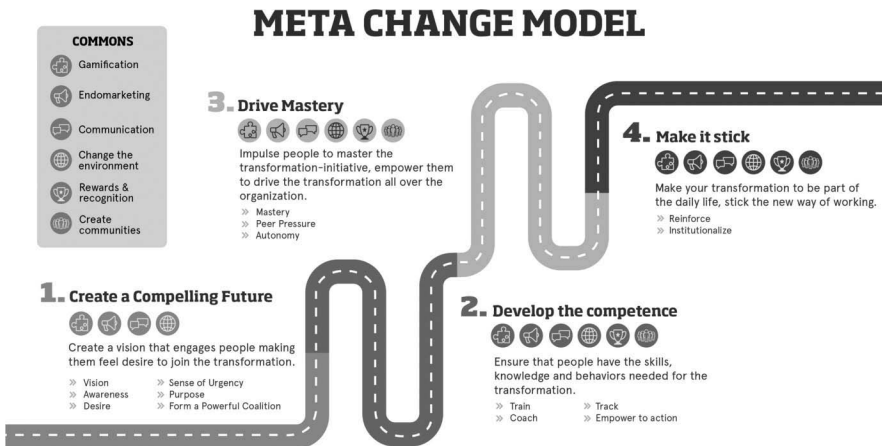 META CHANGE MODEL
COMMONS
Gamification
Endomarketing
Communication
Change the
environment
Rewards &
recognition
Create
communities
1. Create a Compelling Future
Create a vision that engages people making
them feel desire to join the transformation.
» Vision
» Awareness
» Desire
» Sense of Urgency
» Purpose
» Form a Powerful Coalition
2. Develop the competence
Ensure that people have the skills,
knowledge and behaviors needed for the
transformation.
» Train
» Coach
» Track
» Empower to action
3. Drive Mastery
Impulse people to master the
transformation-initiative, empower them
to drive the transformation all over the
organization.
» Mastery
» Peer Pressure
» Autonomy
4. Make it stick
Make your transformation to be part of
the daily life, stick the new way of working.
» Reinforce
» Institutionalize